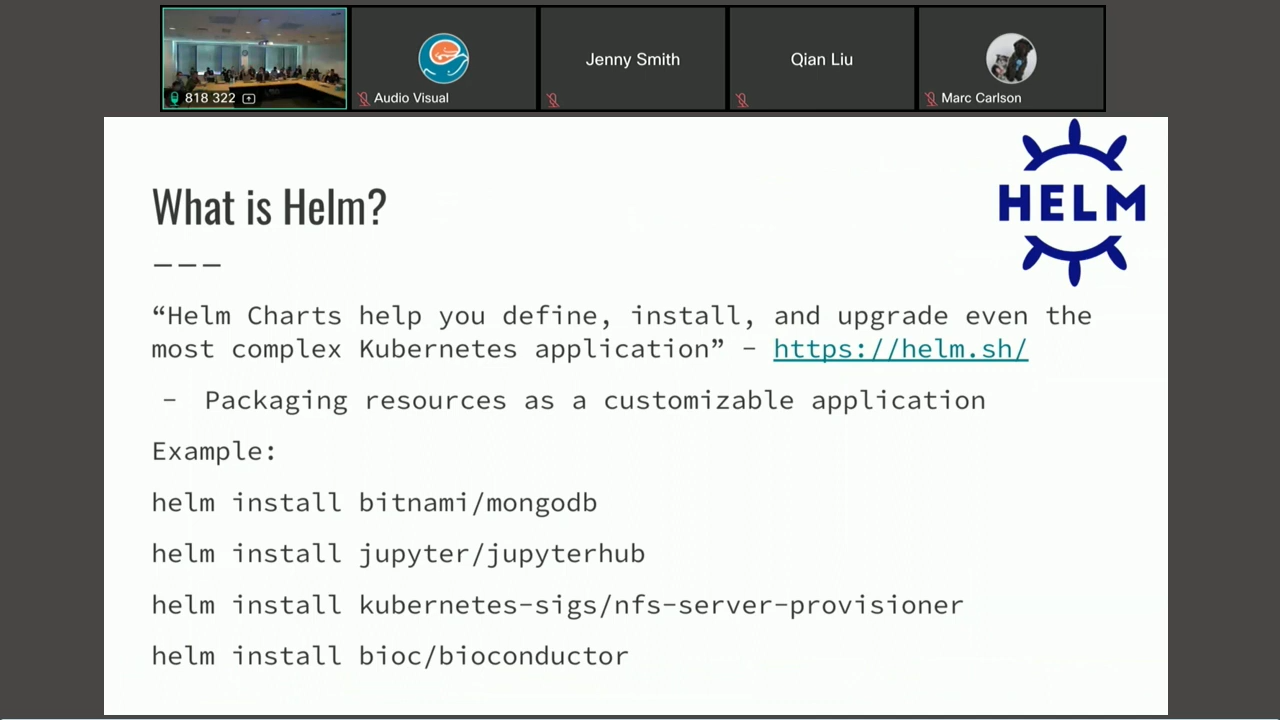 818 322
Audio Visual
Jenny Smith
Qian Liu
Marc Carlson
What is Helm?
HELM
“Helm Charts help you define, install, and upgrade even the
most complex Kubernetes application” – https://helm.sh/
- Packaging resources as a customizable application
Example:
helm install bitnami/mongodb
helm install jupyter/jupyterhub
helm install kubernetes-sigs/nfs-server-provisioner
helm install bioc/bioconductor